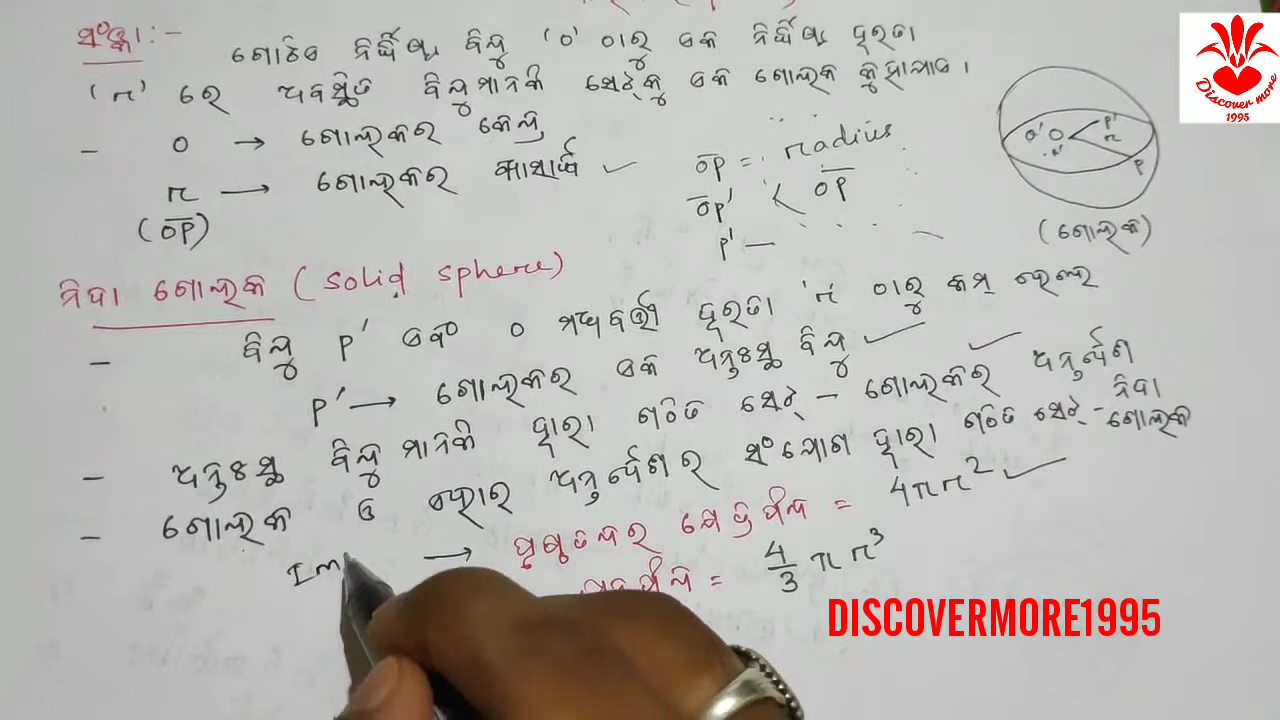 ସଂଜ୍ଞା :-
ଗୋଟିଏ ନିର୍ଦ୍ଦିଷ୍ଟ ବିନ୍ଦୁ 'O' ଠାରୁ ଏକ ନିର୍ଦ୍ଦିଷ୍ଟ ଦୂରତା
'r' ରେ ଅବସ୍ଥିତ ବିନ୍ଦୁମାନଙ୍କ ସେଟ୍‌କୁ ଏକ ଗୋଲକ କୁହାଯାଏ ।
- O → ଗୋଲକର କେନ୍ଦ୍ର
r → ଗୋଲକର ବ୍ୟାସାର୍ଦ୍ଧ ✓
(OP)
OP = radius
OP' < OP
P' —
O' O P' r P
(ଗୋଲକ)
Discover more
1995
ନିଦା ଗୋଲକ (solid sphere)
- ବିନ୍ଦୁ P' ଏବଂ O ମଧ୍ୟବର୍ତ୍ତୀ ଦୂରତା 'r' ଠାରୁ କମ୍ ହେଲେ
P' → ଗୋଲକର ଏକ ଅନ୍ତଃସ୍ଥ ବିନ୍ଦୁ ✓
- ଅନ୍ତଃସ୍ଥ ବିନ୍ଦୁମାନଙ୍କ ଦ୍ୱାରା ଗଠିତ ସେଟ୍ - ଗୋଲକର ଅନ୍ତର୍ଦେଶ
- ଗୋଲକ ଓ ଏହାର ଅନ୍ତର୍ଦେଶର ସଂଯୋଗ ଦ୍ୱାରା ଗଠିତ ସେଟ୍ - ନିଦା ଗୋଲକ
Im → ପୃଷ୍ଠତଳର କ୍ଷେତ୍ରଫଳ = 4πr² ✓
= 4/3 πr³
DISCOVERMORE1995